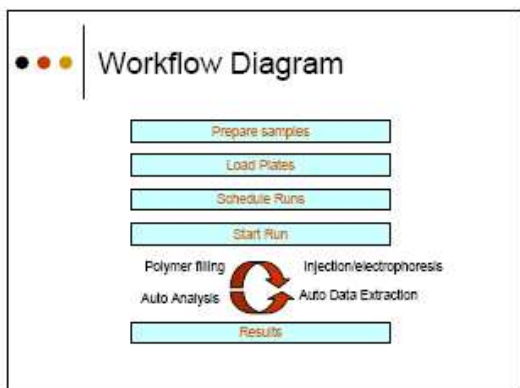 Workflow Diagram
Prepare samples
Load Plates
Schedule Runs
Start Run
Polymer filling
Injection/electrophoresis
Auto Analysis
Auto Data Extraction
Results